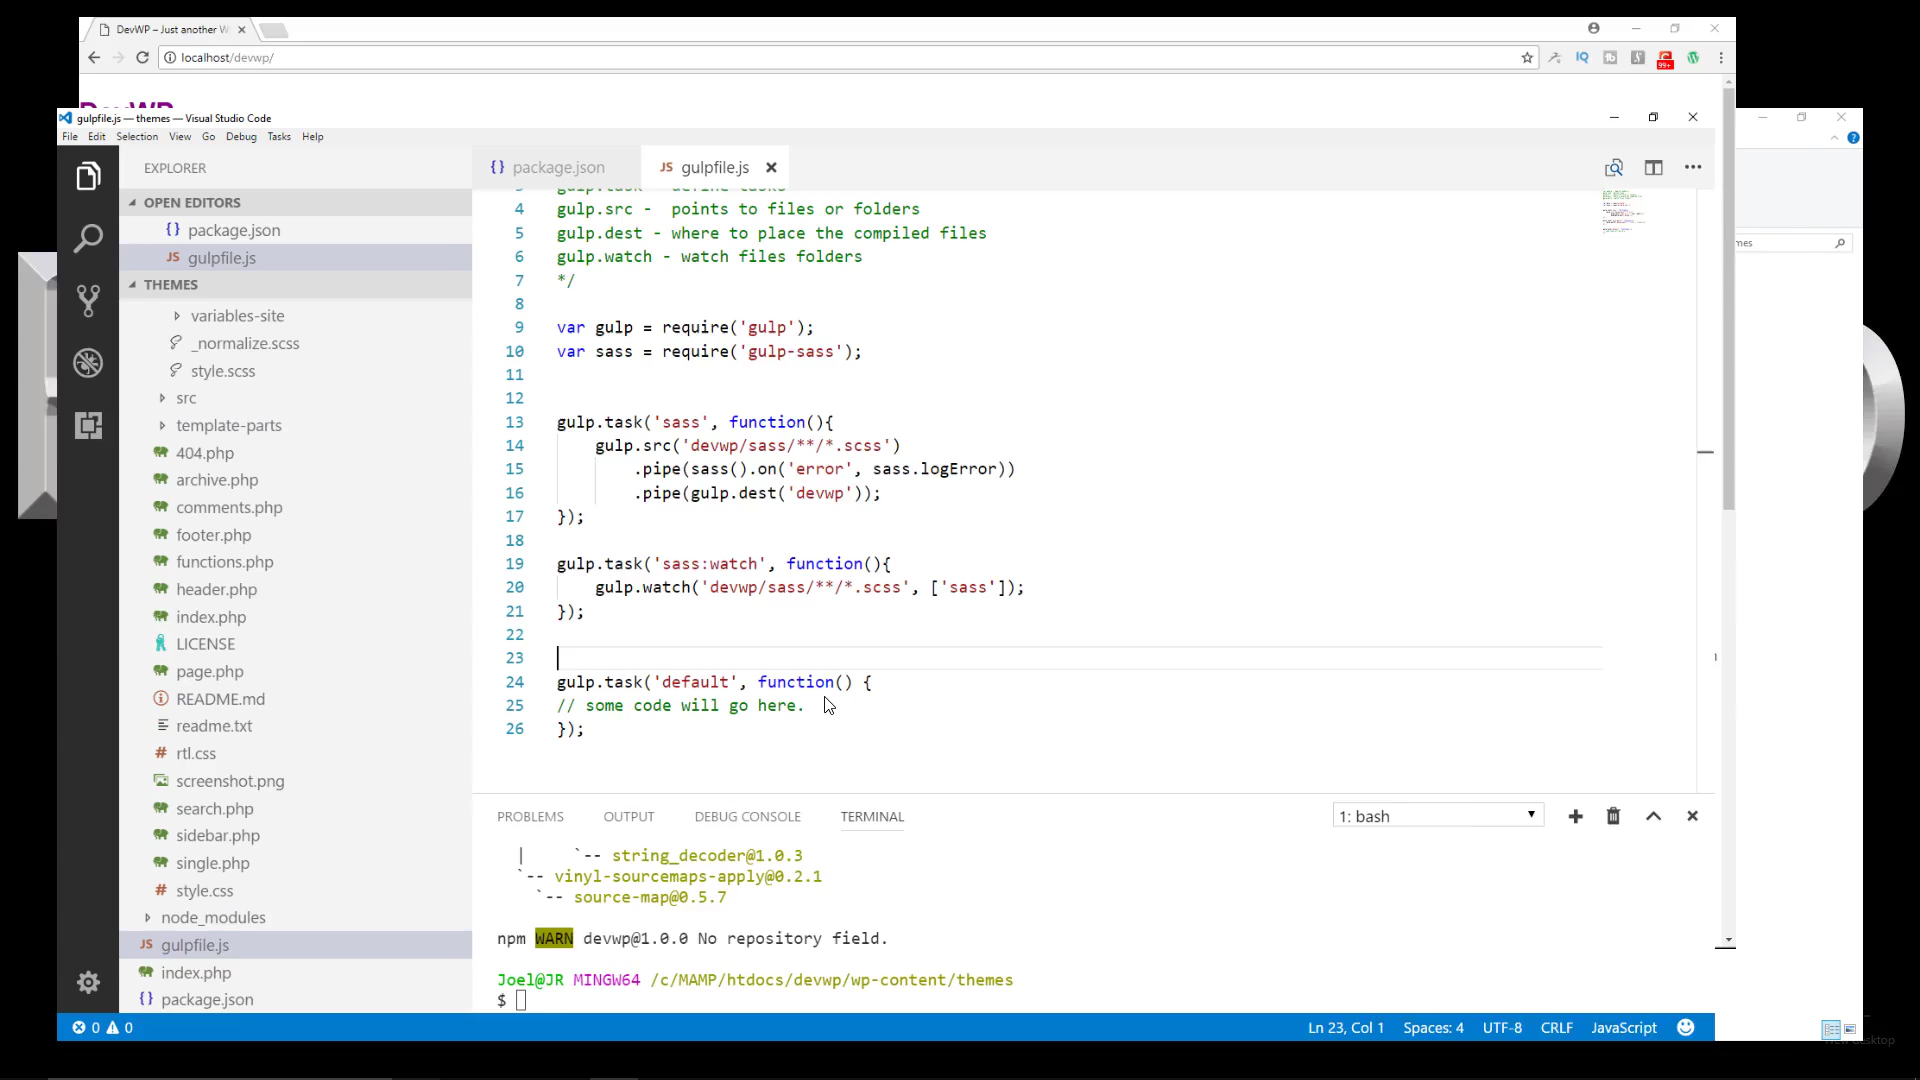 DevWP – Just another W
localhost/devwp/
IQ
99+
DevWP
gulpfile.js — themes — Visual Studio Code
File Edit Selection View Go Debug Tasks Help
EXPLORER
OPEN EDITORS
{} package.json
JS gulpfile.js
THEMES
variables-site
_normalize.scss
style.scss
src
template-parts
404.php
archive.php
comments.php
footer.php
functions.php
header.php
index.php
LICENSE
page.php
README.md
readme.txt
# rtl.css
screenshot.png
search.php
sidebar.php
single.php
# style.css
node_modules
JS gulpfile.js
index.php
{} package.json
{} package.json
JS gulpfile.js
3 gulp.task - define tasks
4 gulp.src -  points to files or folders
5 gulp.dest - where to place the compiled files
6 gulp.watch - watch files folders
7 */
8
9 var gulp = require('gulp');
10 var sass = require('gulp-sass');
11
12
13 gulp.task('sass', function(){
14 gulp.src('devwp/sass/**/*.scss')
15 .pipe(sass().on('error', sass.logError))
16 .pipe(gulp.dest('devwp'));
17 });
18
19 gulp.task('sass:watch', function(){
20 gulp.watch('devwp/sass/**/*.scss', ['sass']);
21 });
22
23
24 gulp.task('default', function() {
25 // some code will go here.
26 });
PROBLEMS OUTPUT DEBUG CONSOLE TERMINAL
1: bash
|     `-- string_decoder@1.0.3
`-- vinyl-sourcemaps-apply@0.2.1
`-- source-map@0.5.7
npm WARN devwp@1.0.0 No repository field.
Joel@JR MINGW64 /c/MAMP/htdocs/devwp/wp-content/themes
$
0 0
Ln 23, Col 1 Spaces: 4 UTF-8 CRLF JavaScript
mes